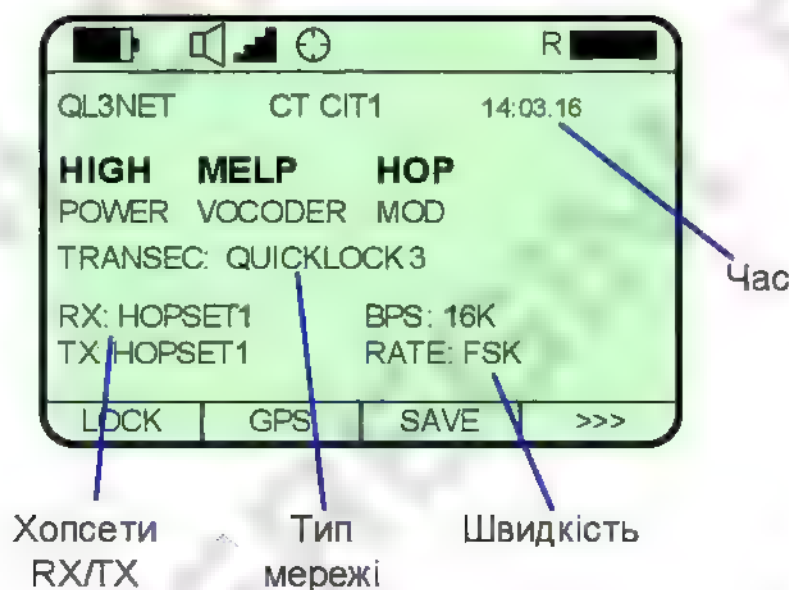 R
QL3NET CT CIT1 14:03.16
HIGH MELP HOP
POWER VOCODER MOD
TRANSEC: QUICKLOCK 3
Час
RX: HOPSET1 BPS: 16K
TX HOPSET1 RATE: FSK
LOCK GPS SAVE >>>
Хопсети Тип Швидкість
RX/TX мережі